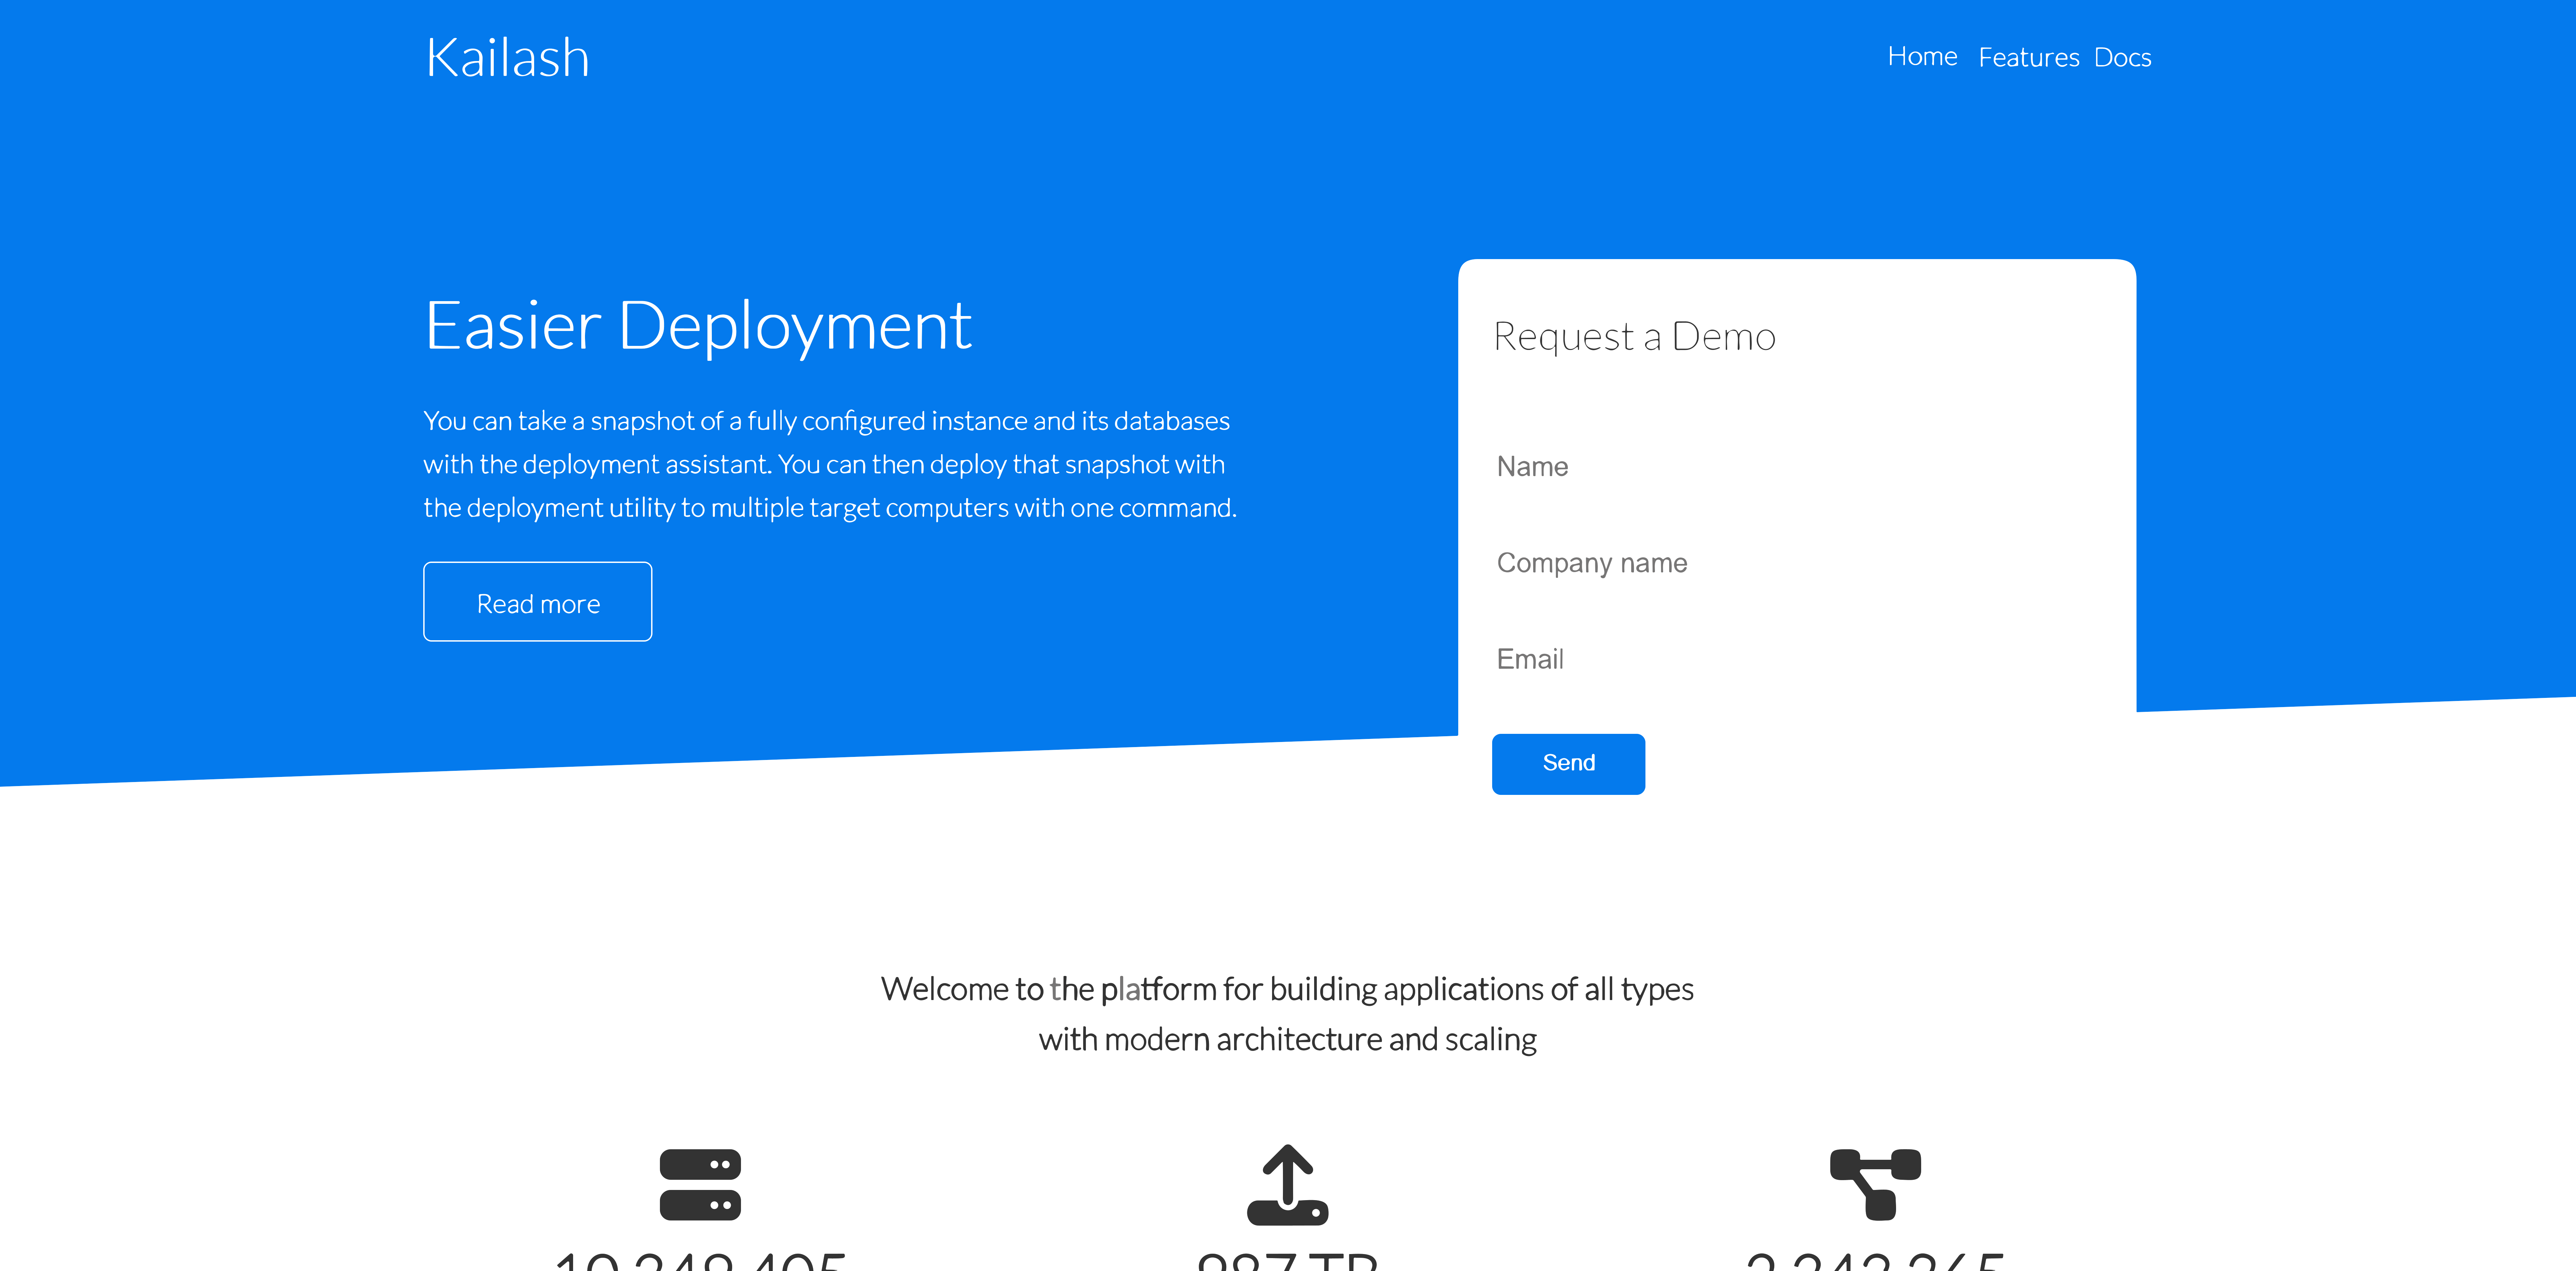 Kailash
Home Features Docs
Easier Deployment
You can take a snapshot of a fully configured instance and its databases
with the deployment assistant. You can then deploy that snapshot with
the deployment utility to multiple target computers with one command.
Read more
Request a Demo
Name
Company name
Email
Send
Welcome to the platform for building applications of all types
with modern architecture and scaling